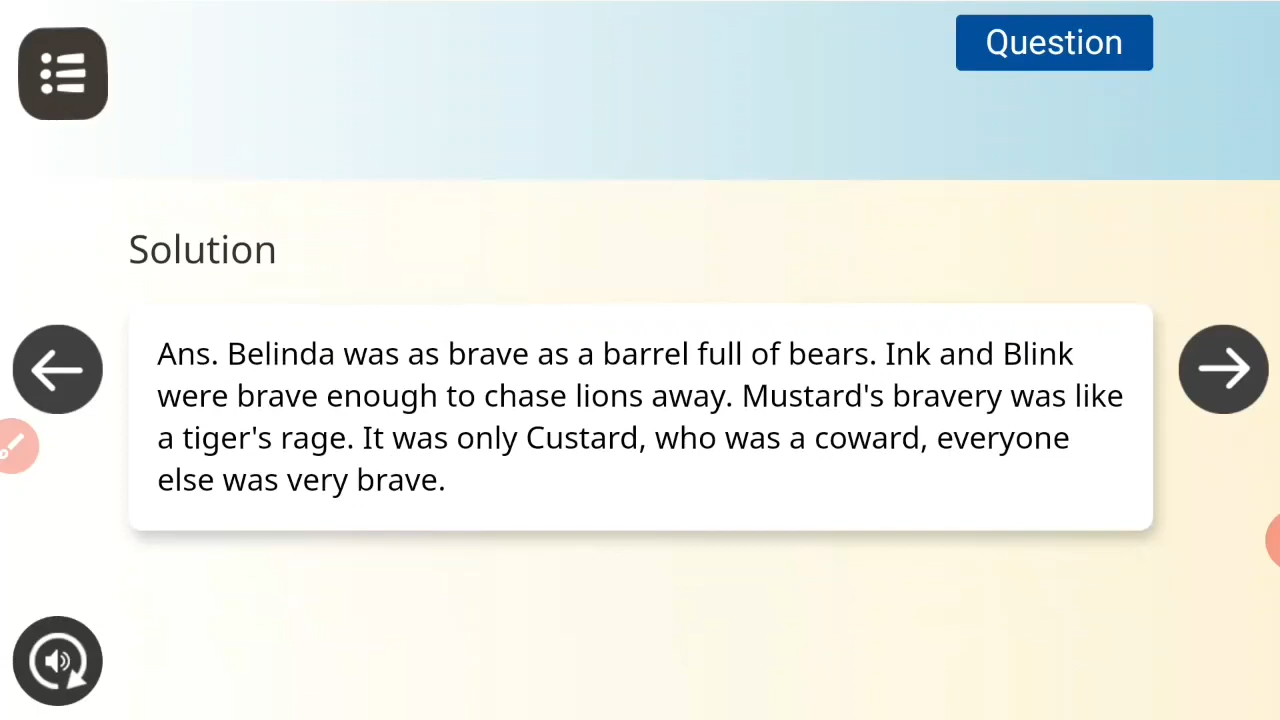 Question
Solution
Ans. Belinda was as brave as a barrel full of bears. Ink and Blink
were brave enough to chase lions away. Mustard's bravery was like
a tiger's rage. It was only Custard, who was a coward, everyone
else was very brave.